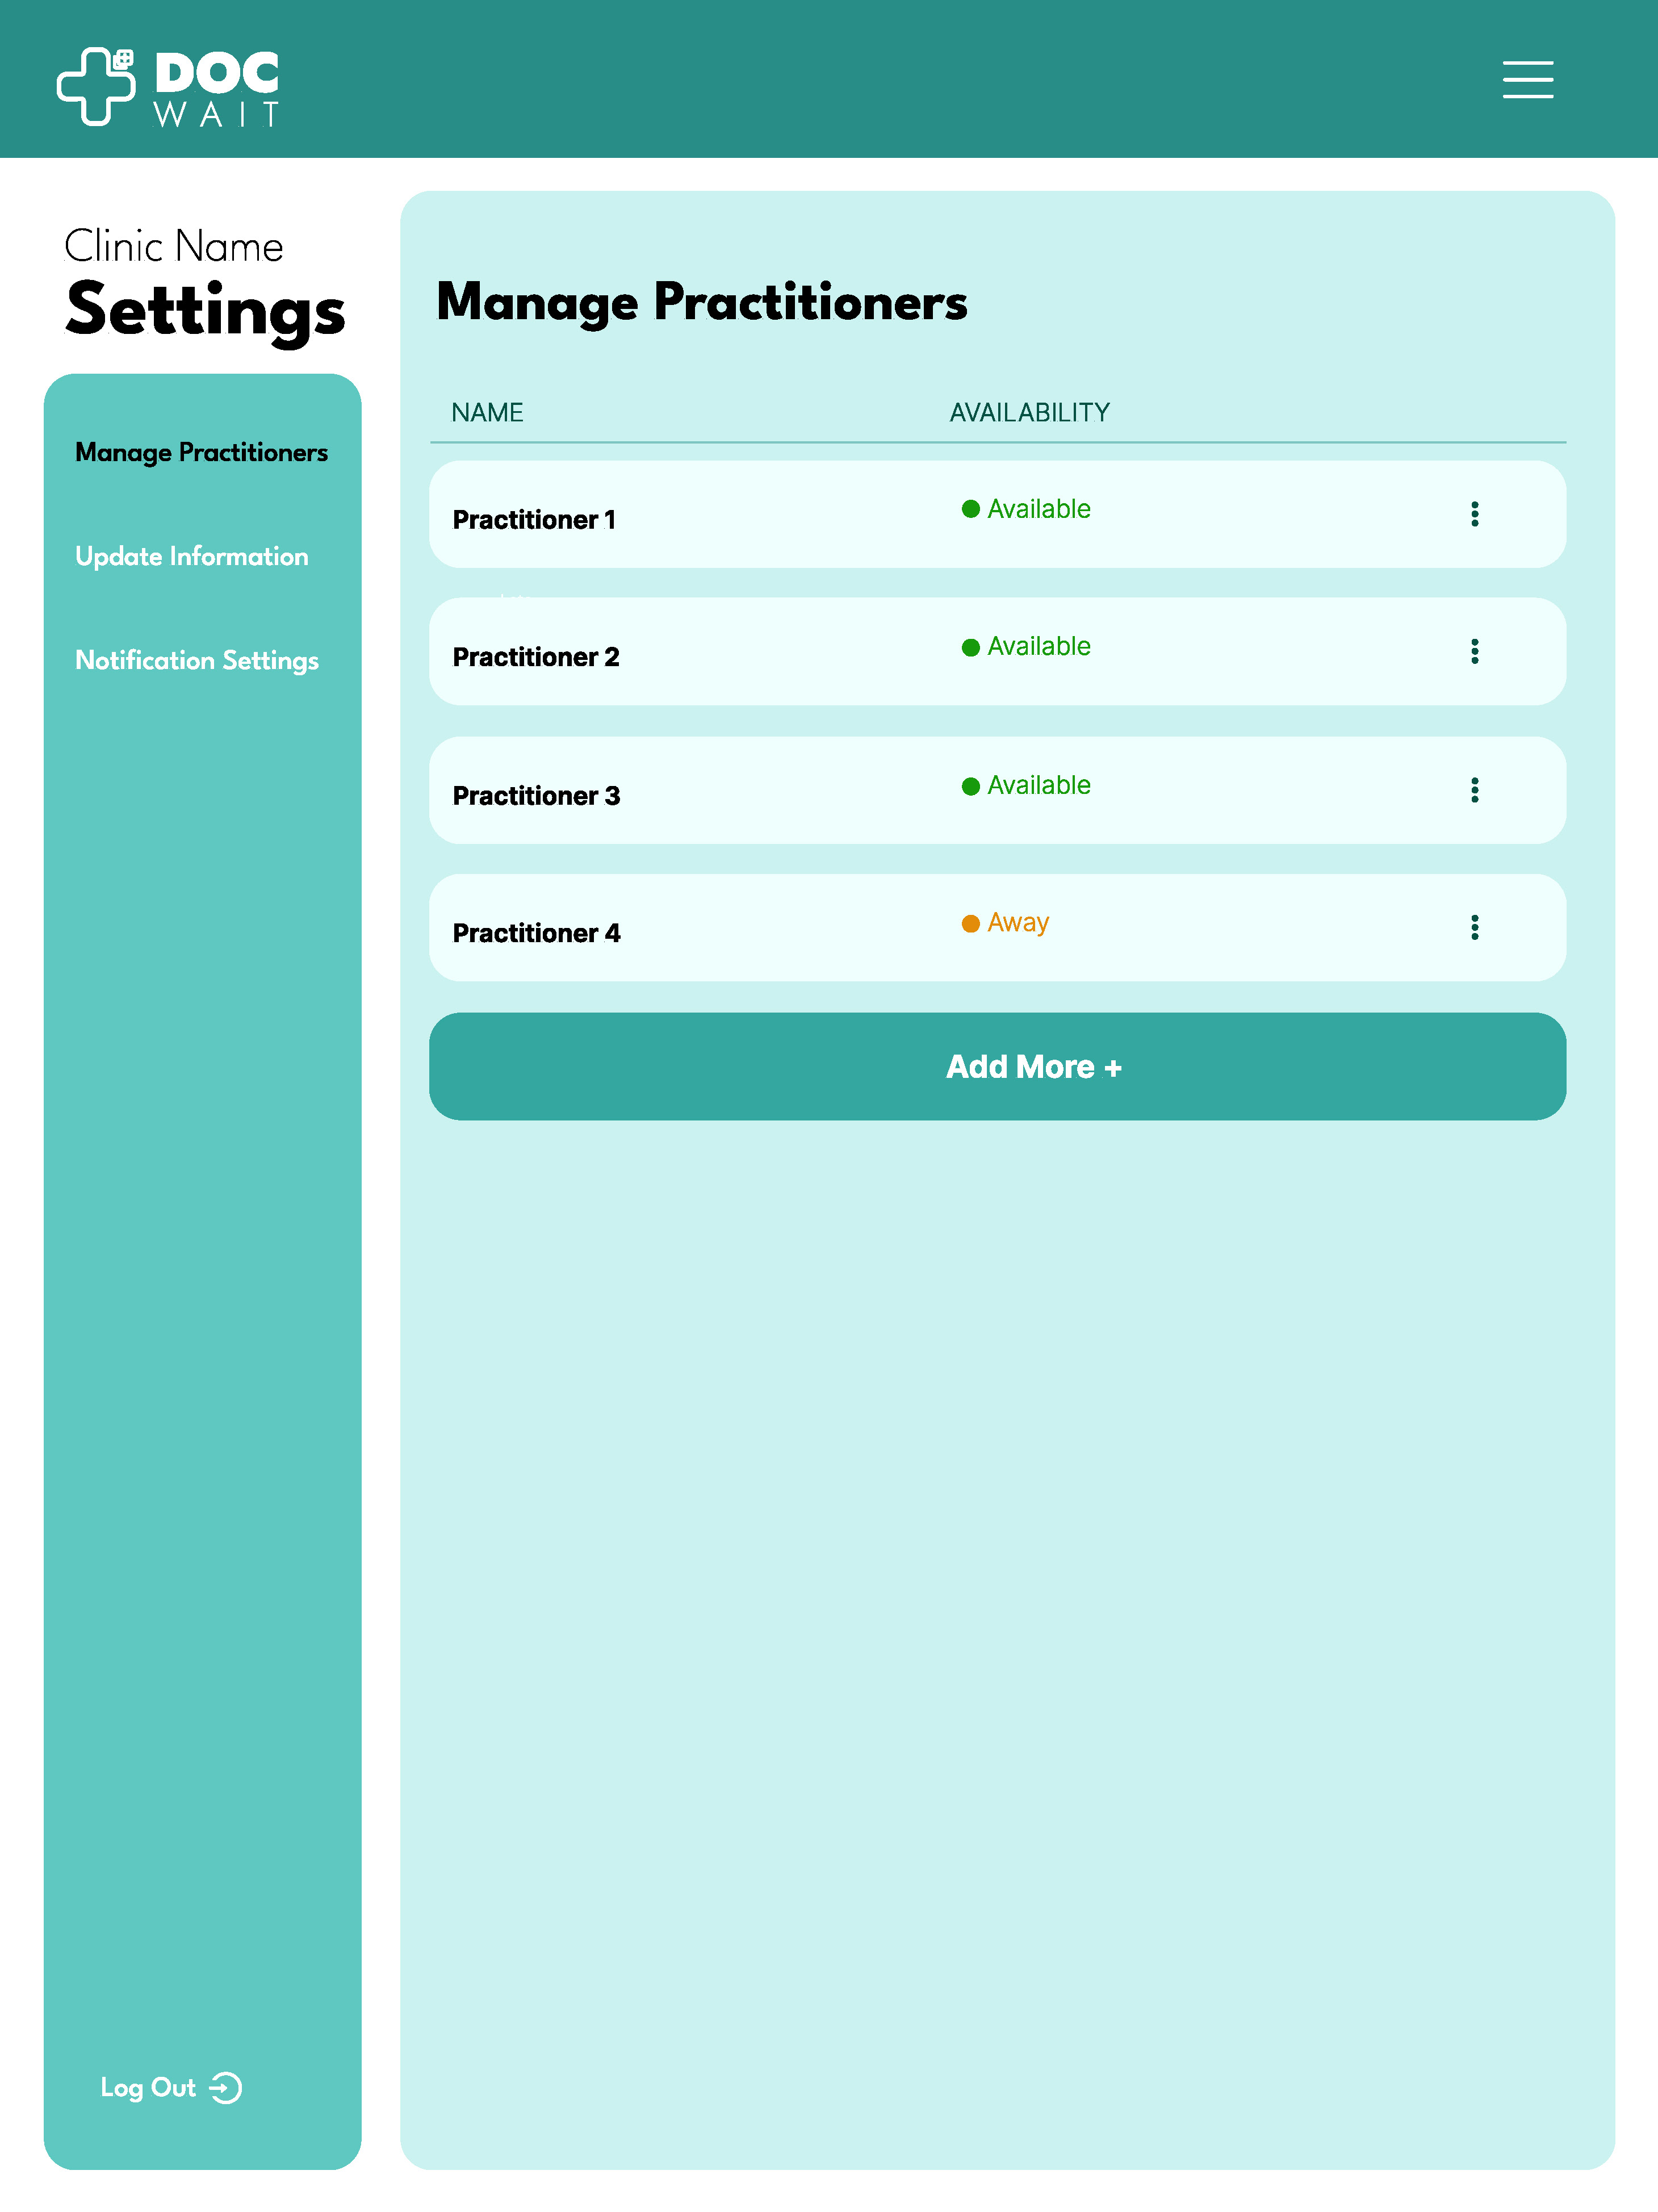 DOC
WAIT
Clinic Name
Settings
Manage Practitioners
Update Information
Notification Settings
Log Out
Manage Practitioners
NAME AVAILABILITY
Practitioner 1 Available
Practitioner 2 Available
Practitioner 3 Available
Practitioner 4 Away
Add More +